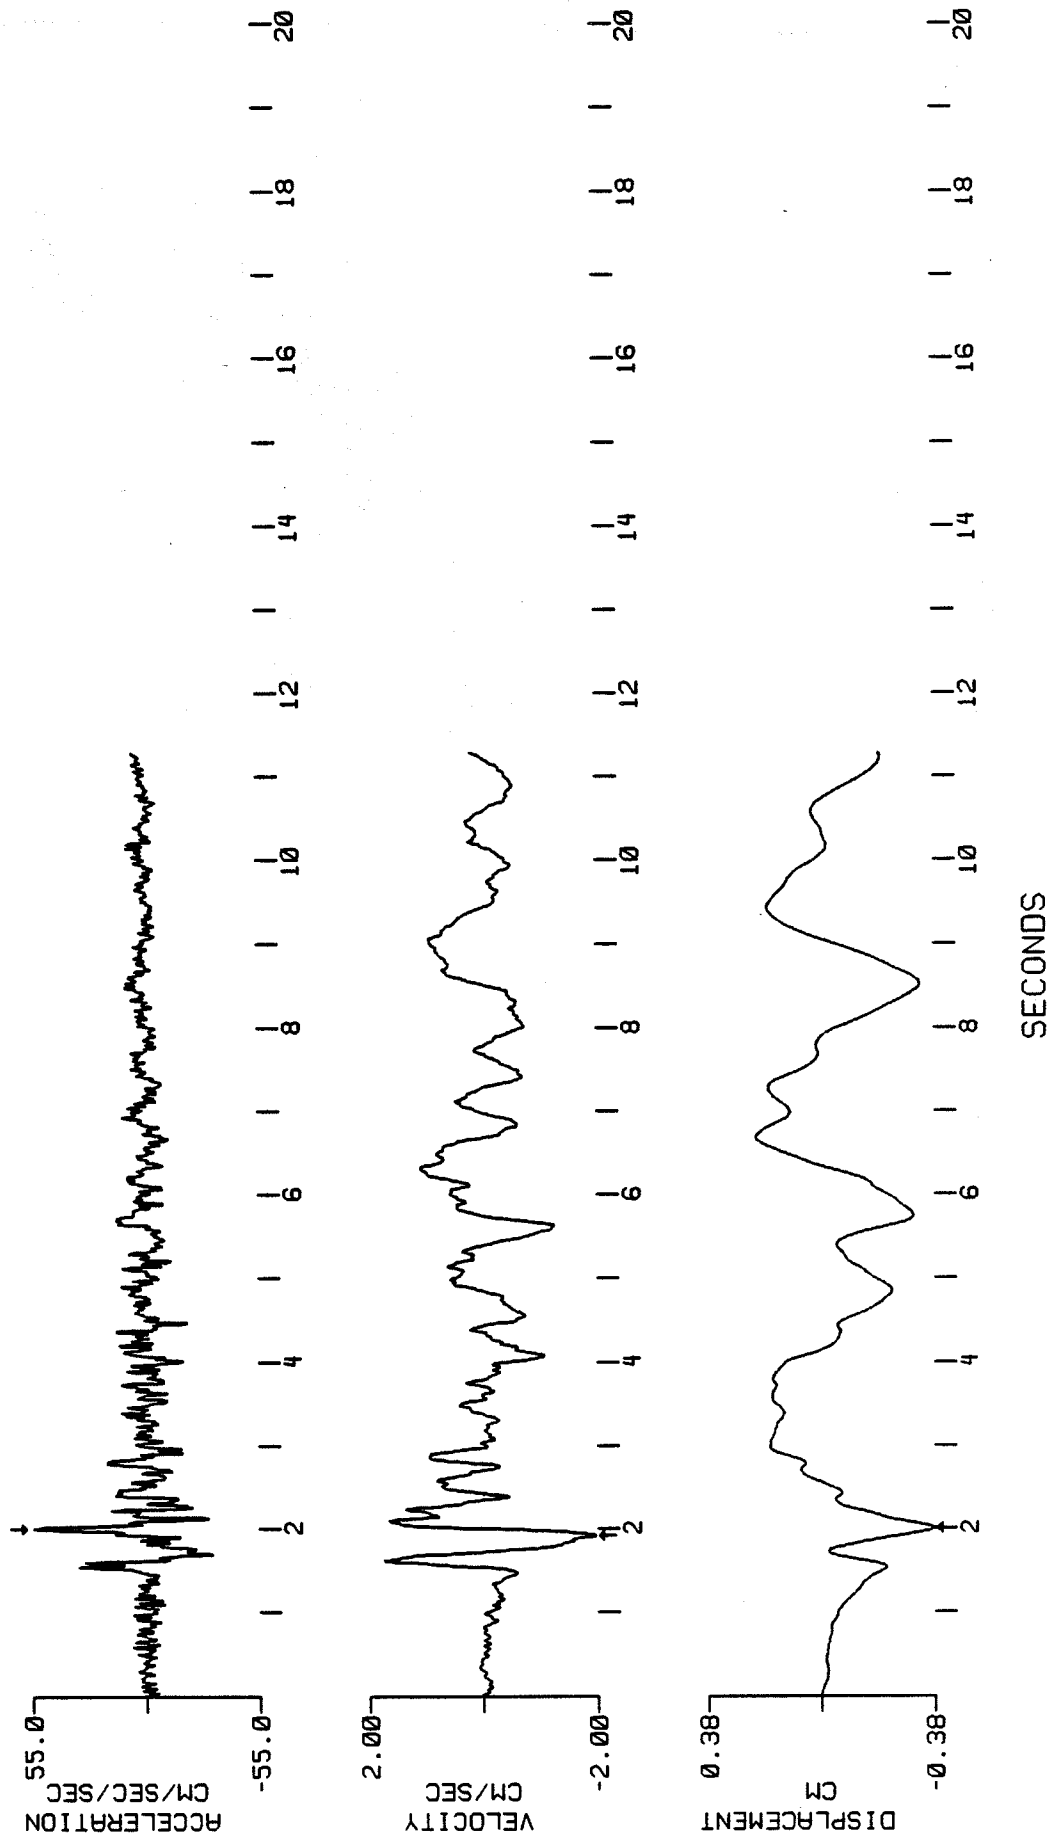 ACCELERATION
CM/SEC/SEC
55.0
-55.0
2 4 6 8 10 12 14 16 18 20
VELOCITY
CM/SEC
2.00
-2.00
2 4 6 8 10 12 14 16 18 20
DISPLACEMENT
CM
0.38
-0.38
2 4 6 8 10 12 14 16 18 20
SECONDS